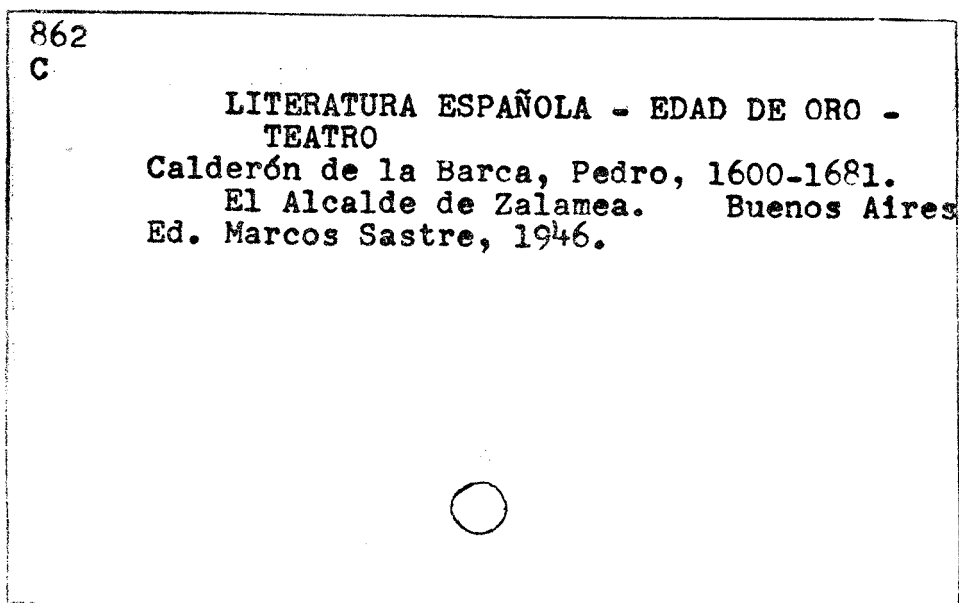 862
C
LITERATURA ESPAÑOLA - EDAD DE ORO -
TEATRO
Calderón de la Barca, Pedro, 1600-1681.
El Alcalde de Zalamea. Buenos Aires
Ed. Marcos Sastre, 1946.